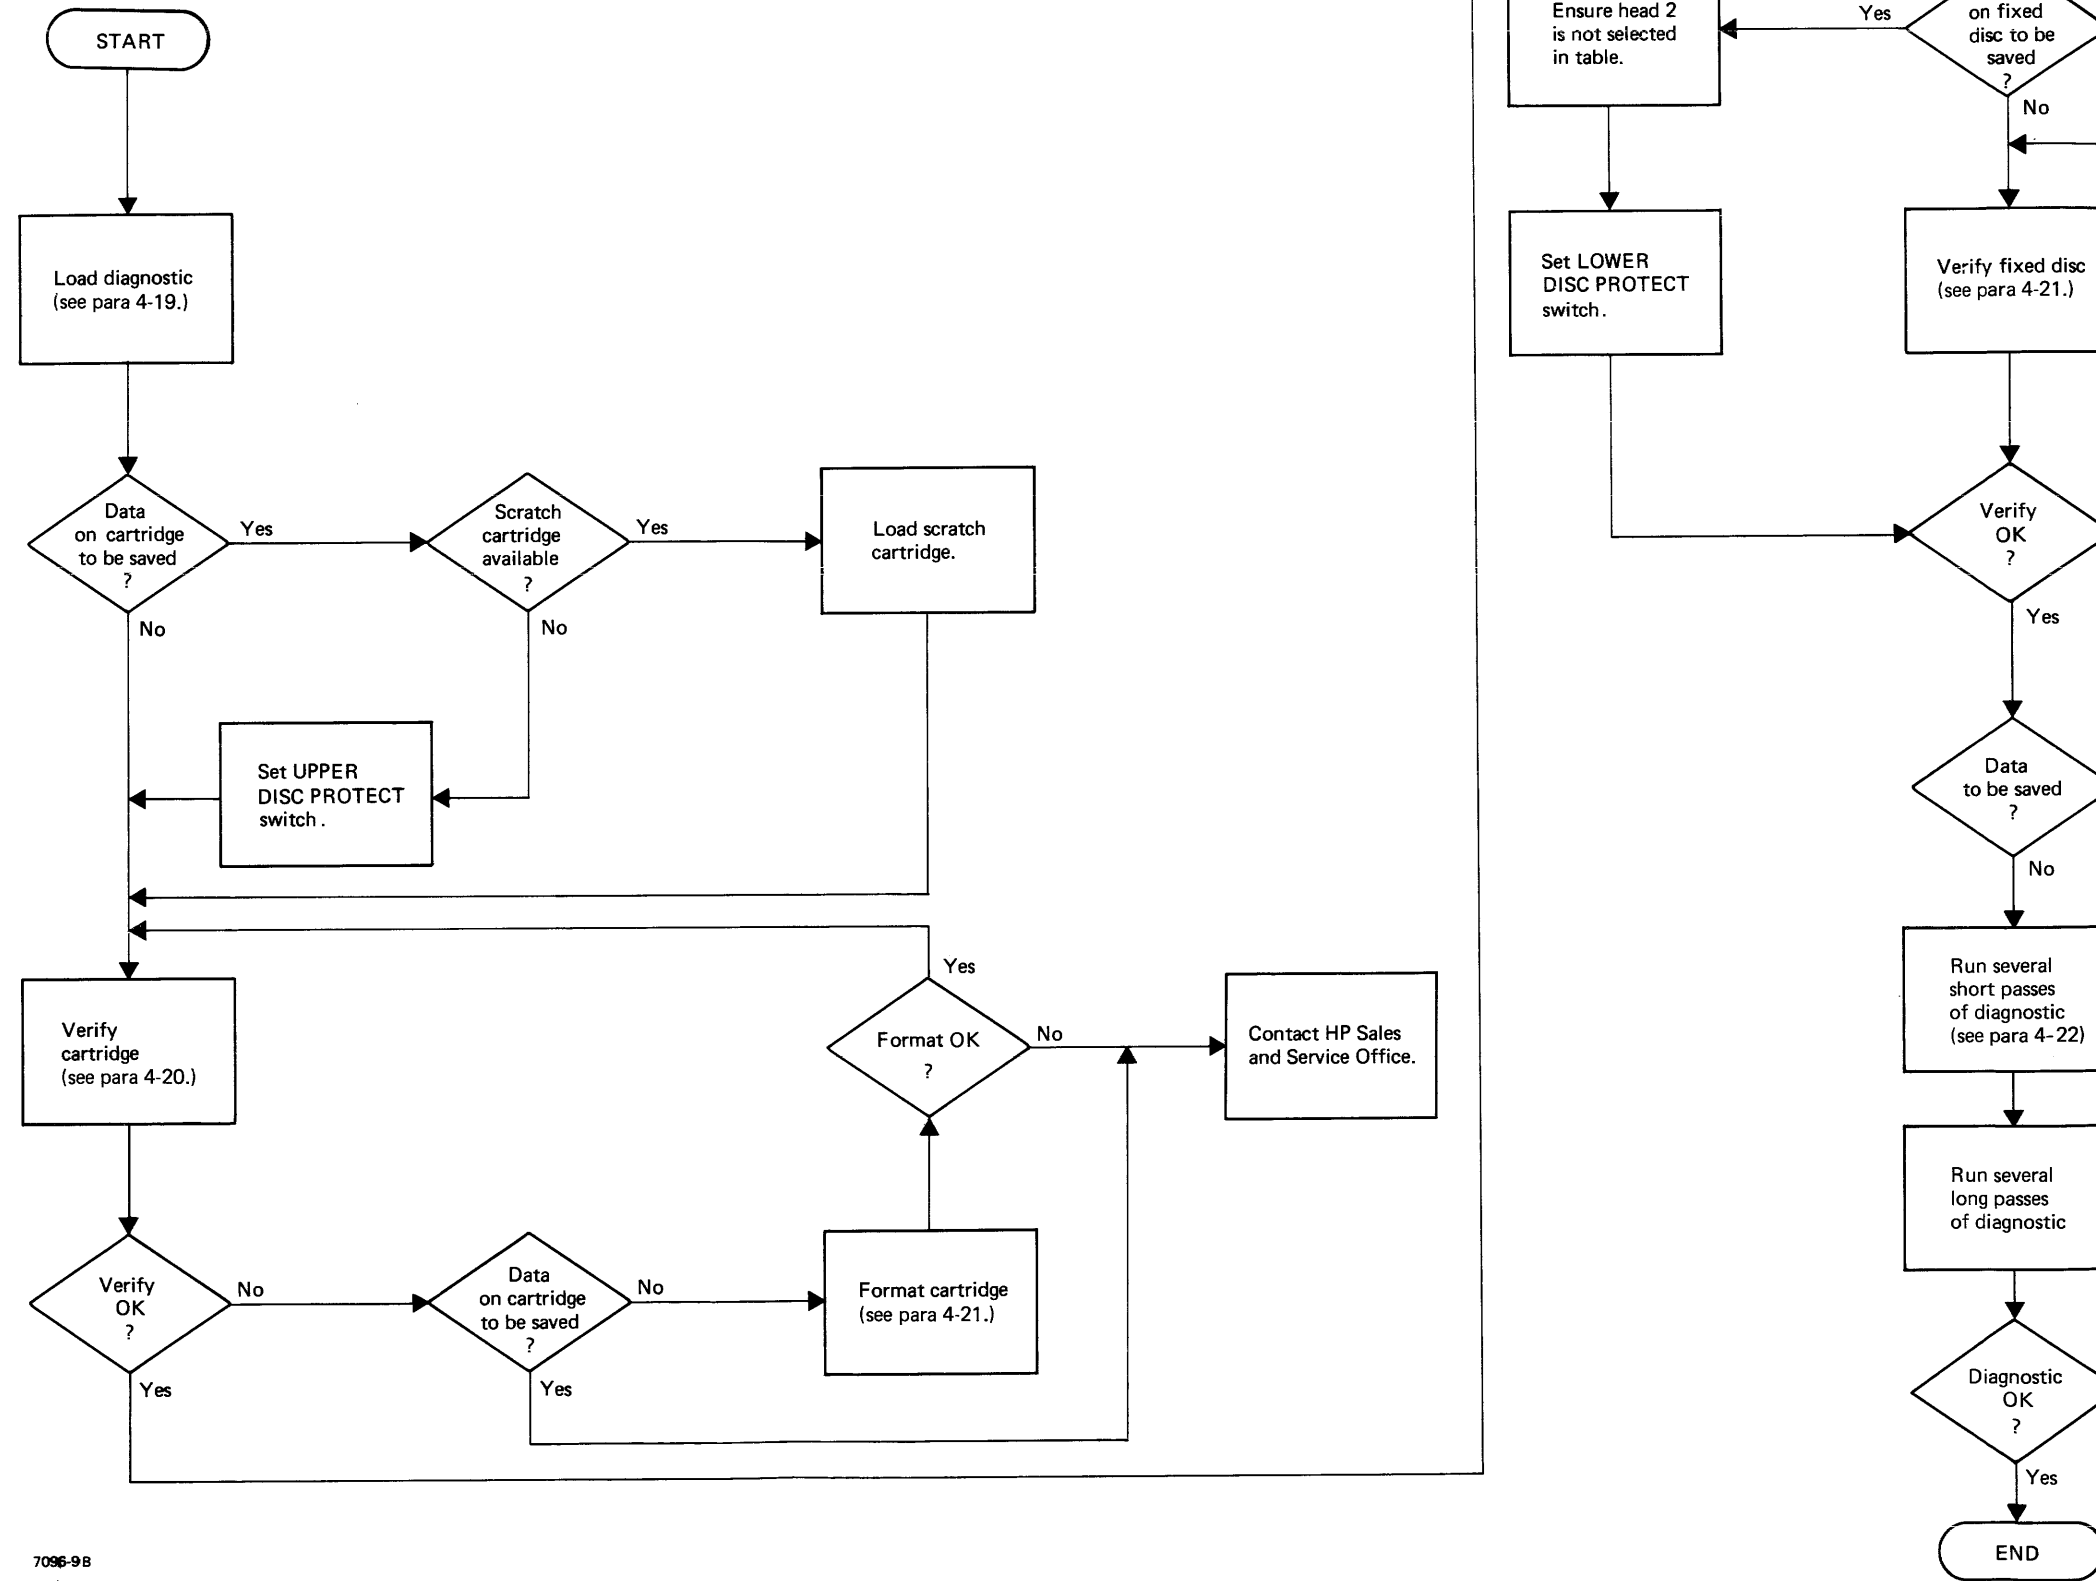 START
Load diagnostic
(see para 4-19.)
Data
on cartridge
to be saved
?
Yes
No
Scratch
cartridge
available
?
Yes
No
Load scratch
cartridge.
Set UPPER
DISC PROTECT
switch.
Verify
cartridge
(see para 4-20.)
Verify
OK
?
No
Yes
Data
on cartridge
to be saved
?
No
Yes
Format cartridge
(see para 4-21.)
Format OK
?
Yes
No
Contact HP Sales
and Service Office.
Ensure head 2
is not selected
in table.
Yes
on fixed
disc to be
saved
?
No
Set LOWER
DISC PROTECT
switch.
Verify fixed disc
(see para 4-21.)
Verify
OK
?
Yes
Data
to be saved
?
No
Run several
short passes
of diagnostic
(see para 4-22)
Run several
long passes
of diagnostic
Diagnostic
OK
?
Yes
END
7096-9B